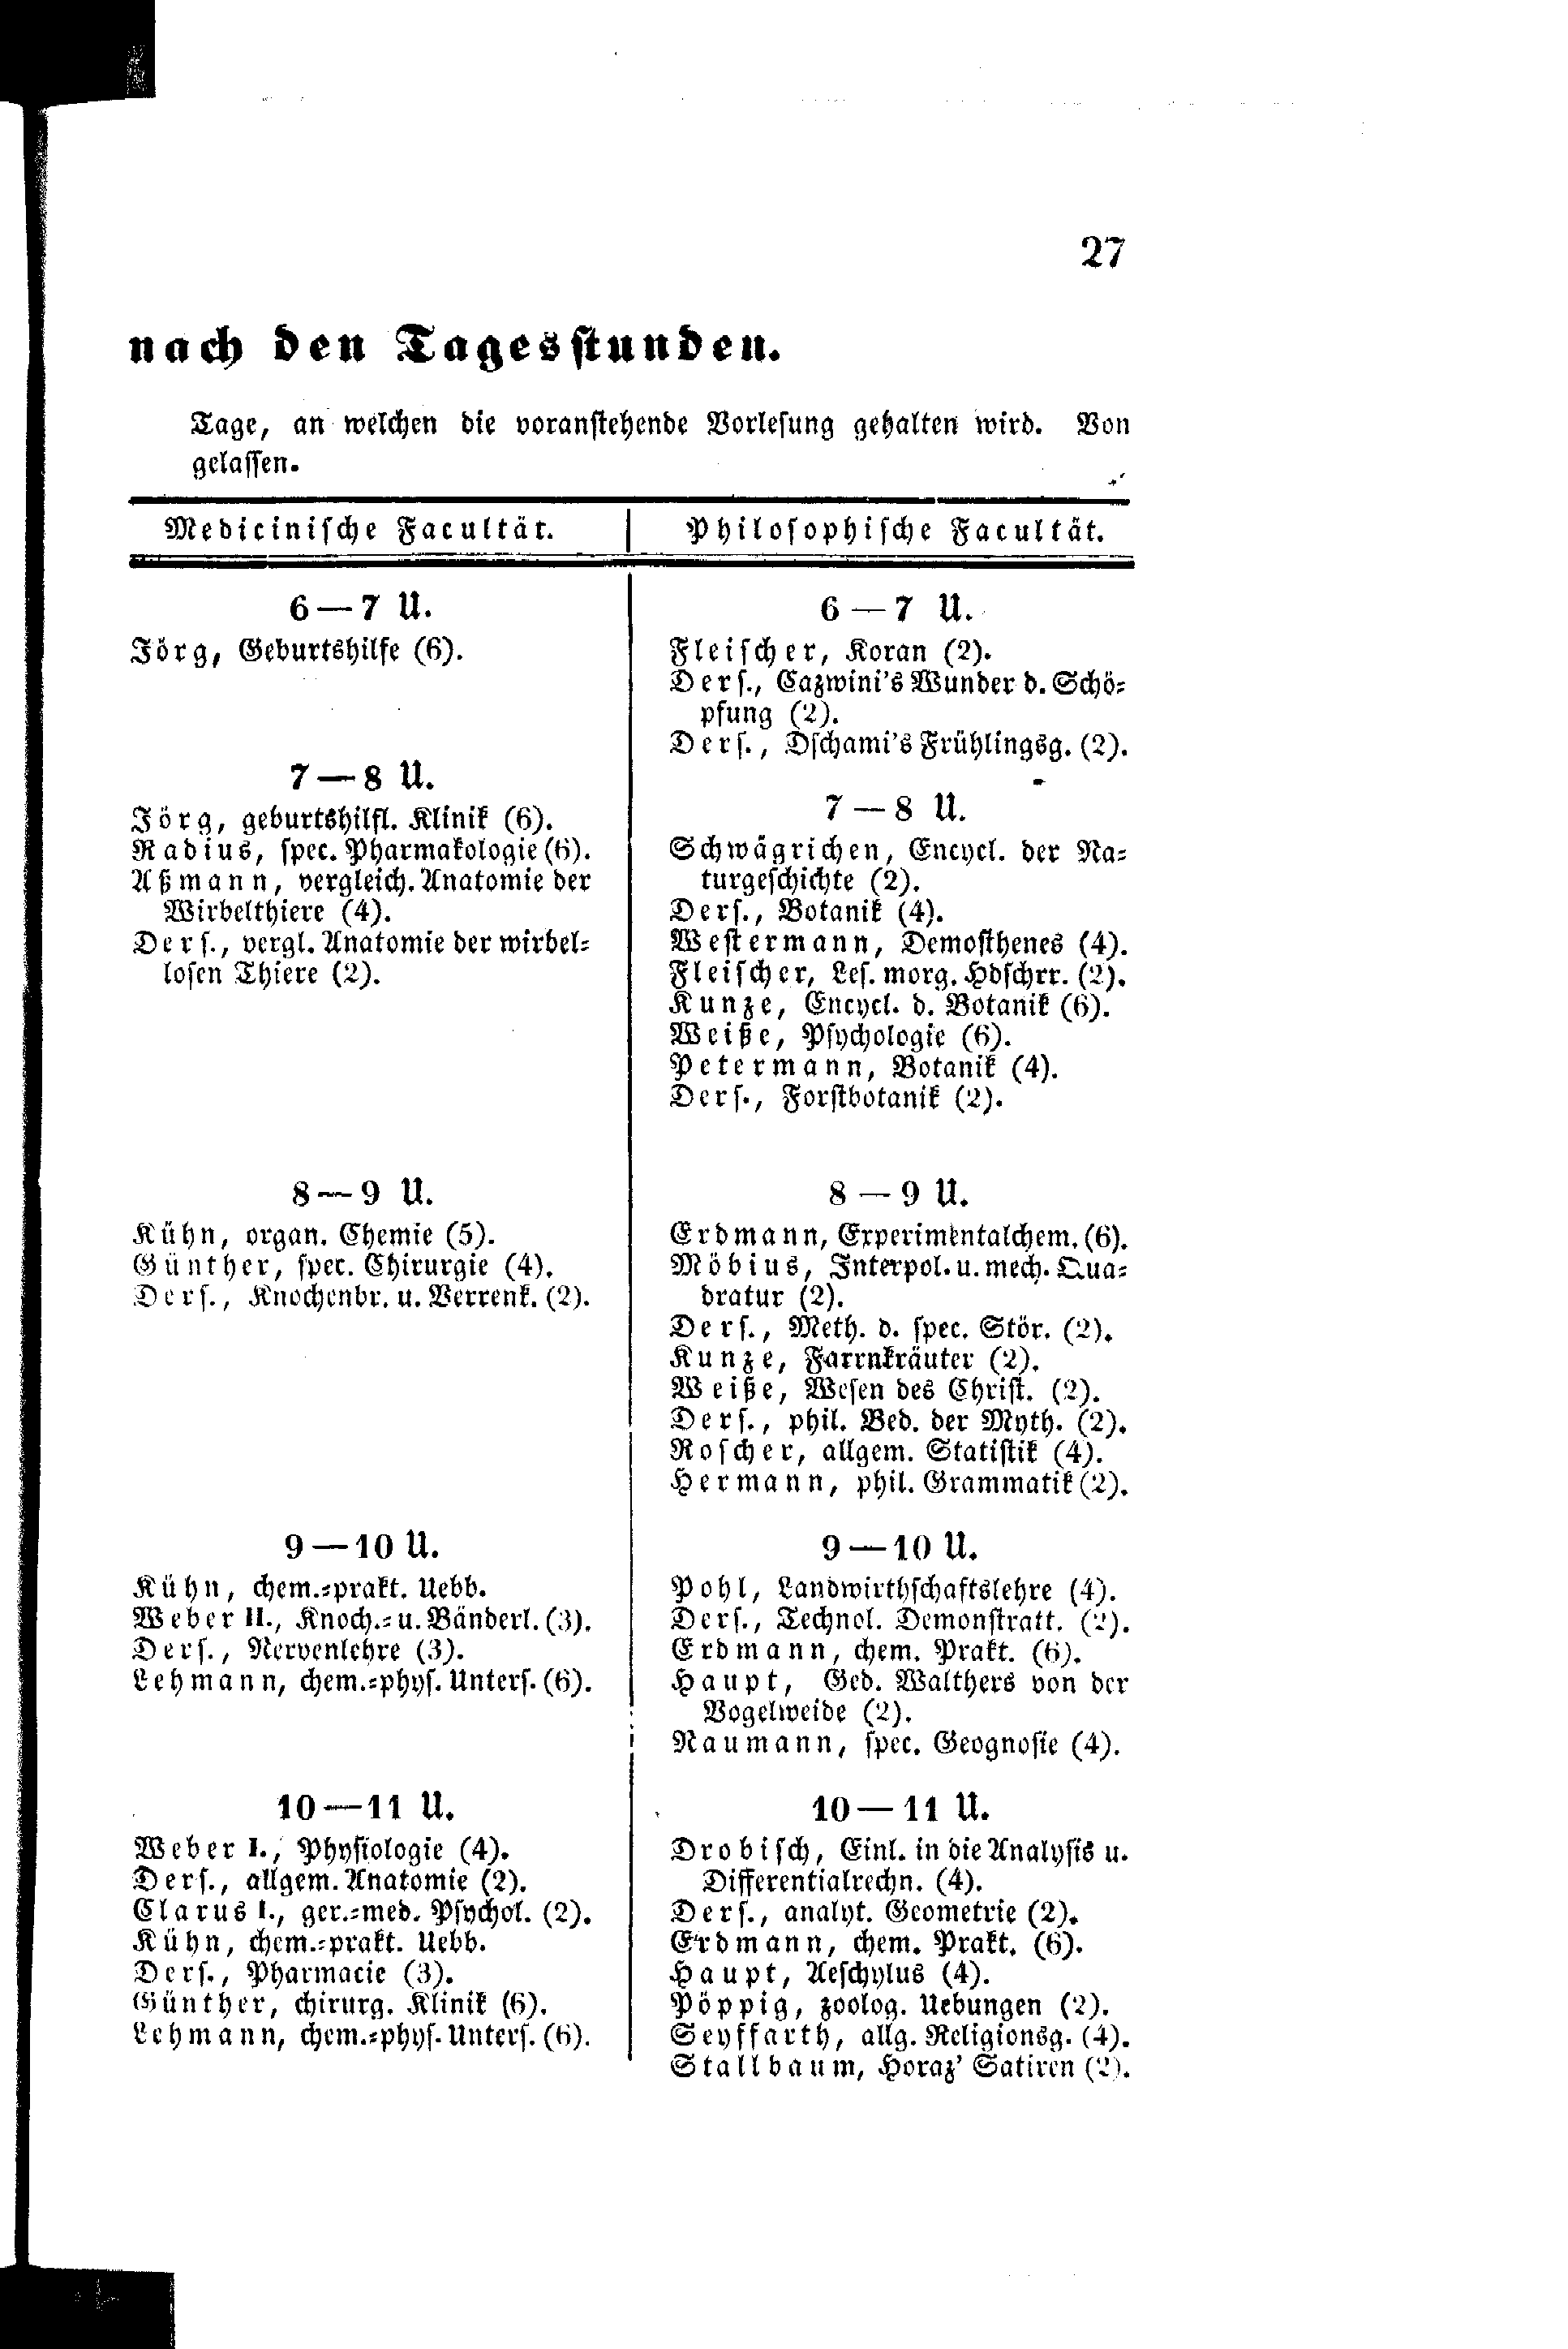 27
nach den Tagesstunden.
Tage, an welchen die voranstehende Vorlesung gehalten wird. Von
gelassen.
Medicinische Facultät.
6—7 U.
Jörg, Geburtshilfe (6).
7—8 U.
Jörg, geburtshilfl. Klinik (6).
Radius, spec. Pharmakologie (6).
Aßmann, vergleich. Anatomie der
Wirbelthiere (4).
Ders., vergl. Anatomie der wirbel-
losen Thiere (2).
8—9 U.
Kühn, organ. Chemie (5).
Günther, spec. Chirurgie (4).
Ders., Knochenbr. u. Verrenk. (2).
9—10 U.
Kühn, chem.-prakt. Uebb.
Weber II., Knoch.- u. Bänderl. (3).
Ders., Nervenlehre (3).
Lehmann, chem.-phys. Unters. (6).
10—11 U.
Weber I., Physiologie (4).
Ders., allgem. Anatomie (2).
Clarus I., ger.-med. Psychol. (2).
Kühn, chem.-prakt. Uebb.
Ders., Pharmacie (3).
Günther, chirurg. Klinik (6).
Lehmann, chem.-phys. Unters. (6).
Philosophische Facultät.
6—7 U.
Fleischer, Koran (2).
Ders., Cazwini's Wunder d. Schö-
pfung (2).
Ders., Dschami's Frühlingsg. (2).
7—8 U.
Schwägrichen, Encycl. der Na-
turgeschichte (2).
Ders., Botanik (4).
Westermann, Demosthenes (4).
Fleischer, Les. morg. Hdschrr. (2).
Kunze, Encycl. d. Botanik (6).
Weiße, Psychologie (6).
Petermann, Botanik (4).
Ders., Forstbotanik (2).
8—9 U.
Erdmann, Experimentalchem. (6).
Möbius, Interpol. u. mech. Qua-
dratur (2).
Ders., Meth. d. spec. Stör. (2).
Kunze, Farrnkräuter (2).
Weiße, Wesen des Christ. (2).
Ders., phil. Bed. der Myth. (2).
Roscher, allgem. Statistik (4).
Hermann, phil. Grammatik (2).
9—10 U.
Pohl, Landwirthschaftslehre (4).
Ders., Technol. Demonstratt. (2).
Erdmann, chem. Prakt. (6).
Haupt, Ged. Walthers von der
Vogelweide (2).
Naumann, spec. Geognosie (4).
10—11 U.
Drobisch, Einl. in die Analysis u.
Differentialrechn. (4).
Ders., analyt. Geometrie (2).
Erdmann, chem. Prakt. (6).
Haupt, Aeschylus (4).
Pöppig, zoolog. Uebungen (2).
Seyffarth, allg. Religionsg. (4).
Stallbaum, Horaz' Satiren (2).